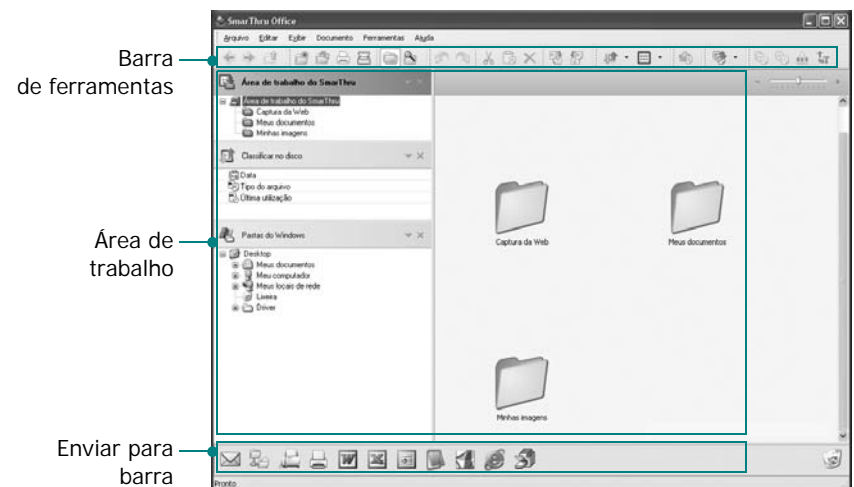 SmarThru Office
Arquivo Editar Exibir Documento Ferramentas Ajuda
Barra
de ferramentas
Área de trabalho do SmarThru
Área de trabalho do SmarThru
Captura da Web
Meus documentos
Minhas imagens
Classificar no disco
Data
Tipo do arquivo
Última utilização
Área de
trabalho
Pastas do Windows
Desktop
Meus documentos
Meu computador
Meus locais de rede
Lixeira
Driver
Captura da Web
Meus documentos
Minhas imagens
Enviar para
barra
Pronto